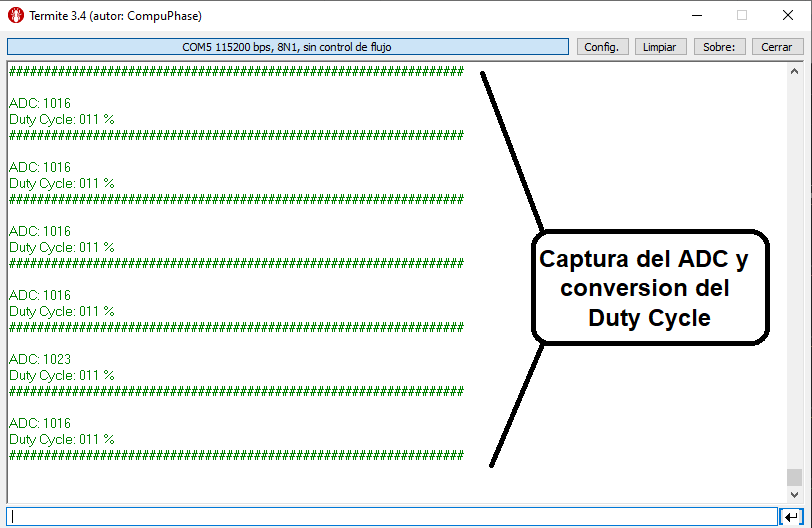 Termite 3.4 (autor: CompuPhase)
COM5 115200 bps, 8N1, sin control de flujo
Config.
Limpiar
Sobre:
Cerrar
####################################################
ADC: 1016
Duty Cycle: 011 %
####################################################
ADC: 1016
Duty Cycle: 011 %
####################################################
ADC: 1016
Duty Cycle: 011 %
####################################################
ADC: 1016
Duty Cycle: 011 %
####################################################
ADC: 1023
Duty Cycle: 011 %
####################################################
ADC: 1016
Duty Cycle: 011 %
####################################################
Captura del ADC y
conversion del
Duty Cycle